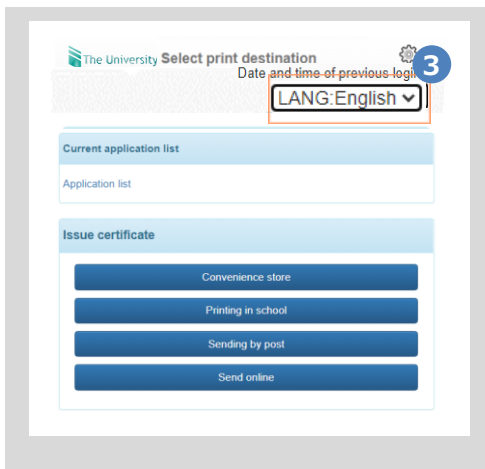 The University Select print destination
3
Date and time of previous login
LANG:English
Current application list
Application list
Issue certificate
Convenience store
Printing in school
Sending by post
Send online